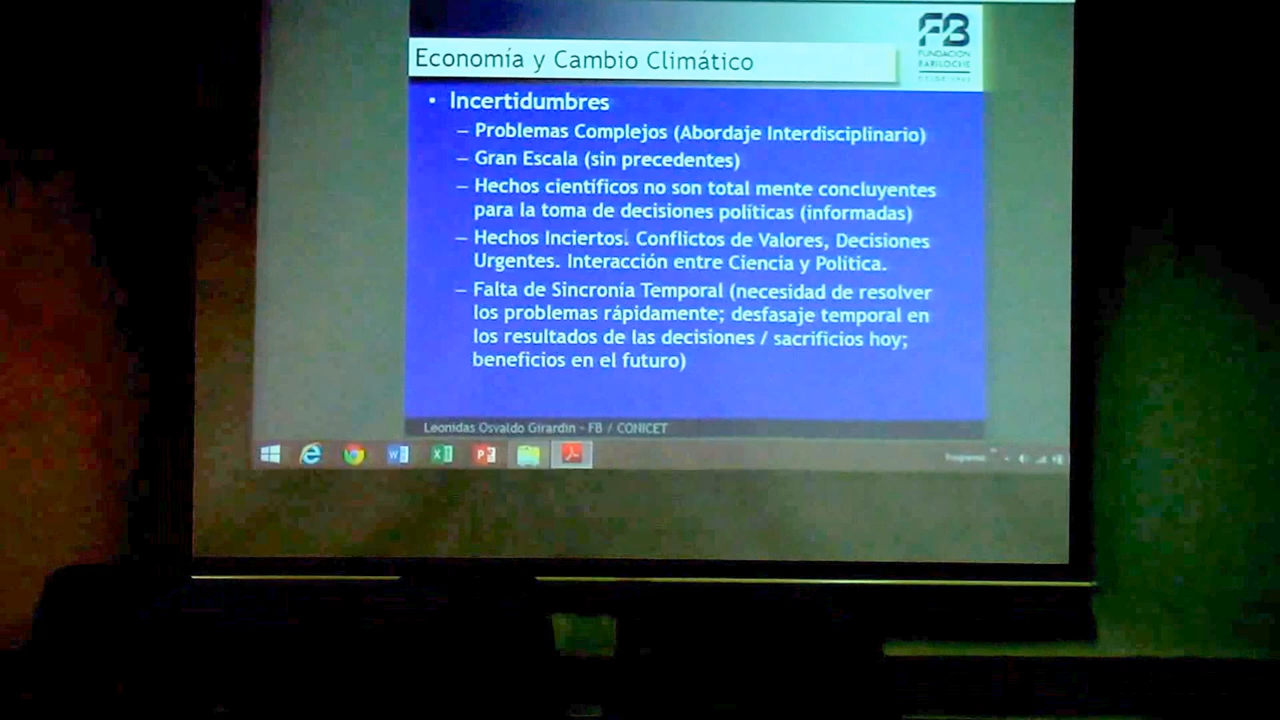 FB
FUNDACION
BARILOCHE
Economía y Cambio Climático
• Incertidumbres
– Problemas Complejos (Abordaje Interdisciplinario)
– Gran Escala (sin precedentes)
– Hechos científicos no son total mente concluyentes
para la toma de decisiones políticas (informadas)
– Hechos Inciertos. Conflictos de Valores, Decisiones
Urgentes. Interacción entre Ciencia y Política.
– Falta de Sincronía Temporal (necesidad de resolver
los problemas rápidamente; desfasaje temporal en
los resultados de las decisiones / sacrificios hoy;
beneficios en el futuro)
Leonidas Osvaldo Girardin - FB / CONICET